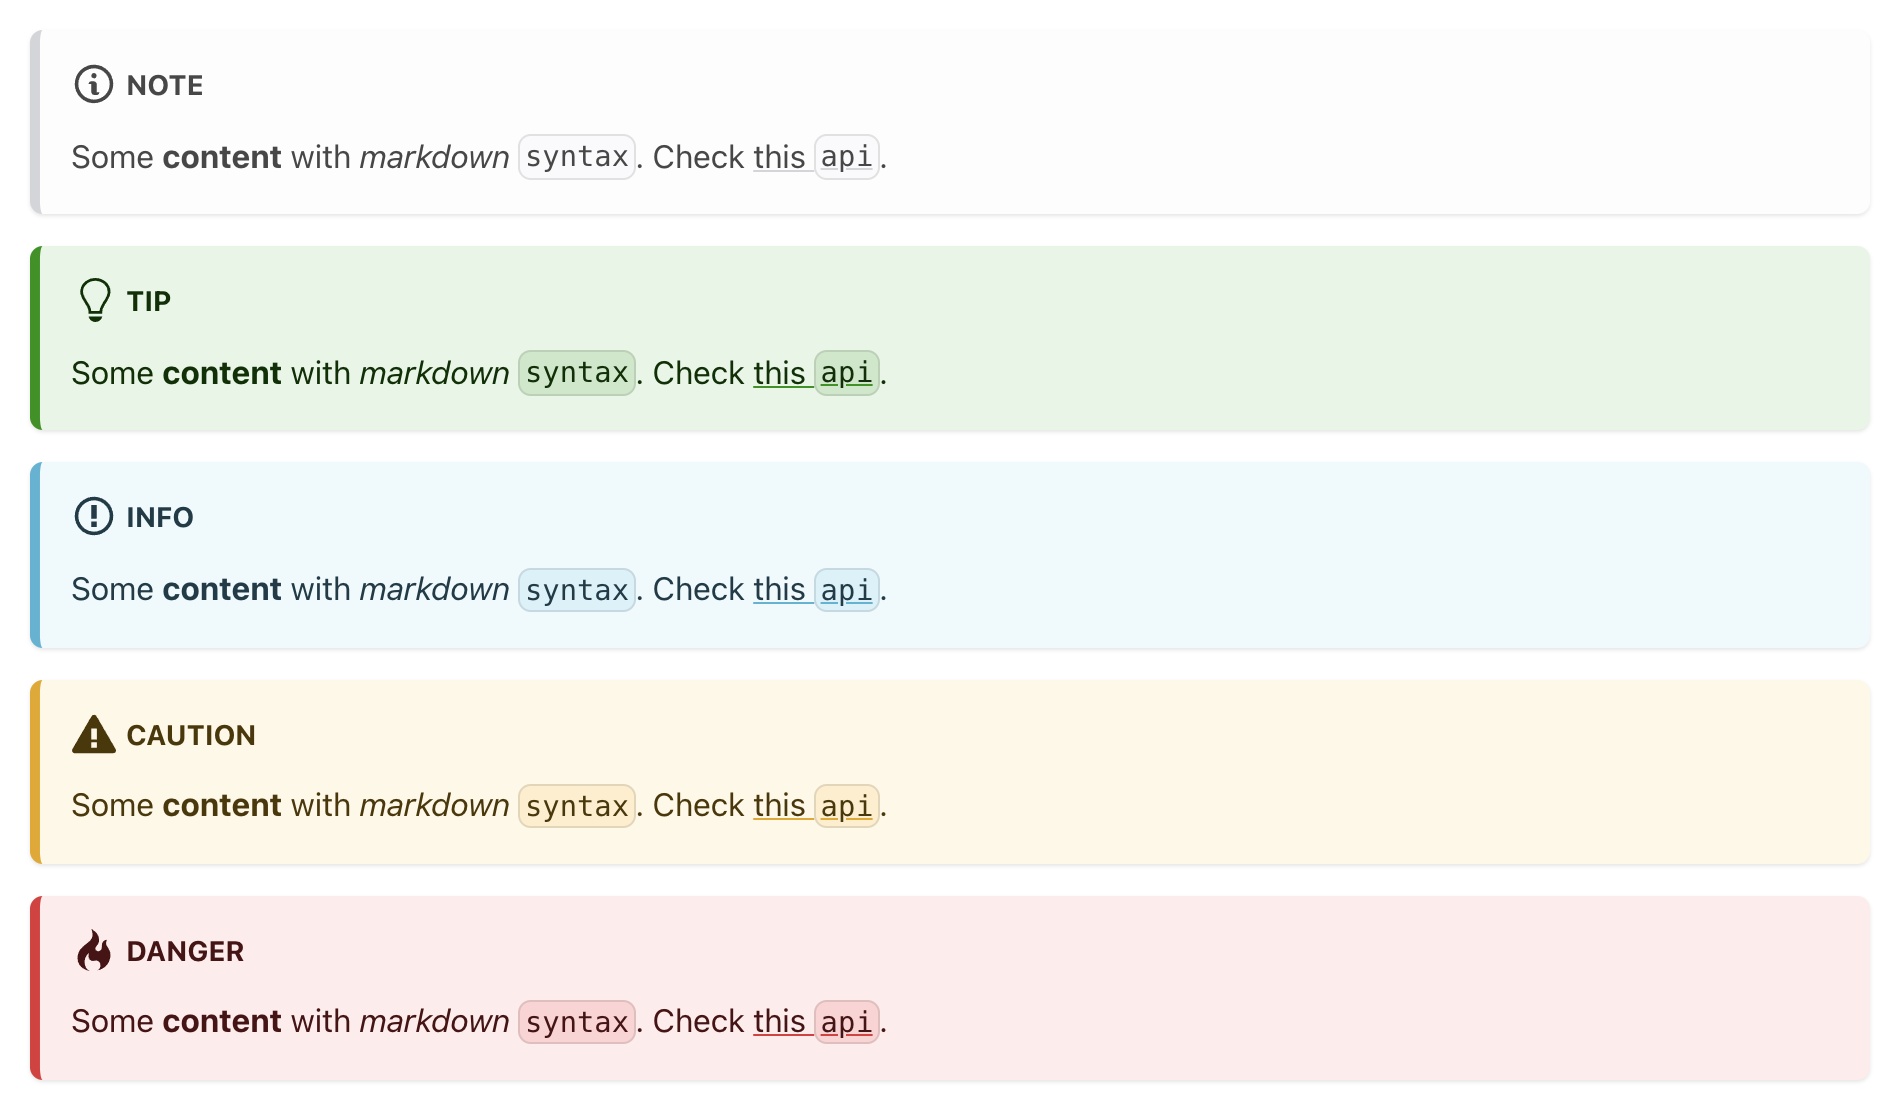 NOTE
Some content with markdown syntax. Check this api.
TIP
Some content with markdown syntax. Check this api.
INFO
Some content with markdown syntax. Check this api.
CAUTION
Some content with markdown syntax. Check this api.
DANGER
Some content with markdown syntax. Check this api.